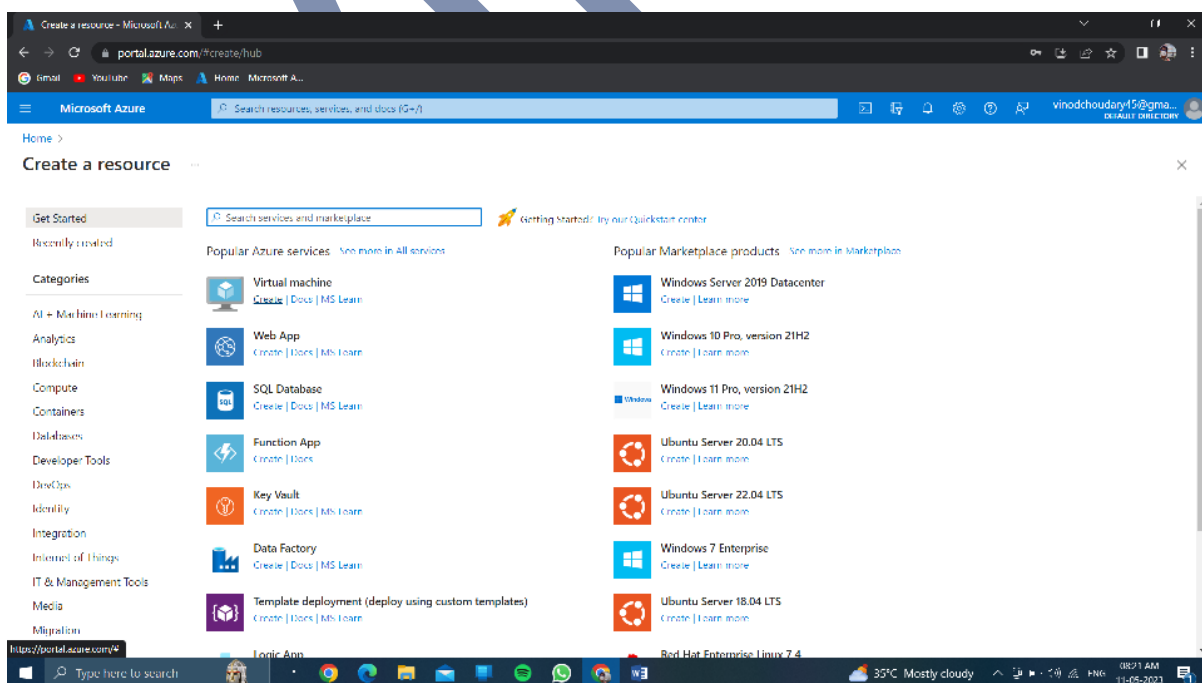 Create a resource - Microsoft Az
portal.azure.com/#create/hub
Gmail YouTube Maps Home Microsoft A...
Microsoft Azure
Search resources, services, and docs (G+/)
vinodchoudary45@gma...
DEFAULT DIRECTORY
Home >
Create a resource
...
Get Started
Recently created
Categories
AI + Machine Learning
Analytics
Blockchain
Compute
Containers
Databases
Developer Tools
DevOps
Identity
Integration
Internet of Things
IT & Management Tools
Media
Migration
Search services and marketplace
Getting Started? Try our Quickstart center
Popular Azure services See more in All services
Virtual machine
Create | Docs | MS Learn
Web App
Create | Docs | MS Learn
SQL
SQL Database
Create | Docs | MS Learn
Function App
Create | Docs
Key Vault
Create | Docs | MS Learn
Data Factory
Create | Docs | MS Learn
Template deployment (deploy using custom templates)
Create | Docs | MS Learn
Logic App
Popular Marketplace products See more in Marketplace
Windows Server 2019 Datacenter
Create | Learn more
Windows 10 Pro, version 21H2
Create | Learn more
Windows
Windows 11 Pro, version 21H2
Create | Learn more
Ubuntu Server 20.04 LTS
Create | Learn more
Ubuntu Server 22.04 LTS
Create | Learn more
Windows 7 Enterprise
Create | Learn more
Ubuntu Server 18.04 LTS
Create | Learn more
Red Hat Enterprise Linux 7.4
https://portal.azure.com/#
Type here to search
35°C Mostly cloudy
ENG
08:21 AM
11-05-2023